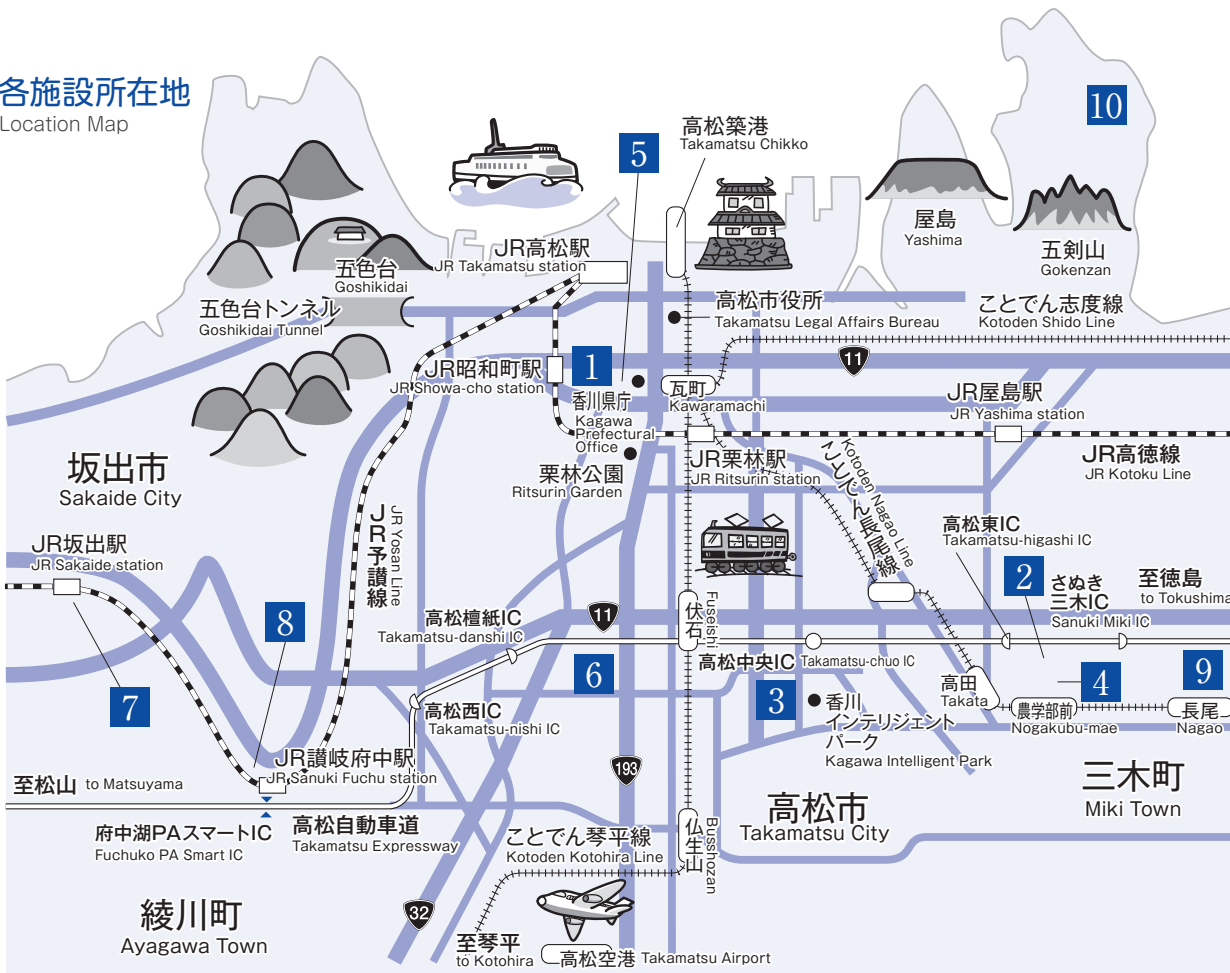 各施設所在地
Location Map
10
5
高松築港
Takamatsu Chikko
屋島
Yashima
五剣山
Gokenzan
JR高松駅
JR Takamatsu station
五色台
Goshikidai
五色台トンネル
Goshikidai Tunnel
高松市役所
Takamatsu Legal Affairs Bureau
ことでん志度線
Kotoden Shido Line
11
JR昭和町駅
JR Showa-cho station
1
香川県庁
Kagawa
Prefectural
Office
瓦町
Kawaramachi
JR屋島駅
JR Yashima station
栗林公園
Ritsurin Garden
JR栗林駅
JR Ritsurin station
JR高徳線
JR Kotoku Line
坂出市
Sakaide City
JR予讃線
JR Yosan Line
ことでん長尾線
Kotoden Nagao Line
JR坂出駅
JR Sakaide station
高松東IC
Takamatsu-higashi IC
2
さぬき
三木IC
Sanuki Miki IC
至徳島
to Tokushima
8
高松檀紙IC
Takamatsu-danshi IC
11
伏石
Fuseishi
高松中央IC Takamatsu-chuo IC
6
7
高松西IC
Takamatsu-nishi IC
3
香川
インテリジェント
パーク
Kagawa Intelligent Park
高田
Takata
4
9
農学部前
Nogakubu-mae
長尾
Nagao
JR讃岐府中駅
JR Sanuki Fuchu station
至松山 to Matsuyama
193
三木町
Miki Town
高松市
Takamatsu City
府中湖PAスマートIC
Fuchuko PA Smart IC
高松自動車道
Takamatsu Expressway
ことでん琴平線
Kotoden Kotohira Line
仏生山
Busshozan
綾川町
Ayagawa Town
32
至琴平
to Kotohira
高松空港 Takamatsu Airport